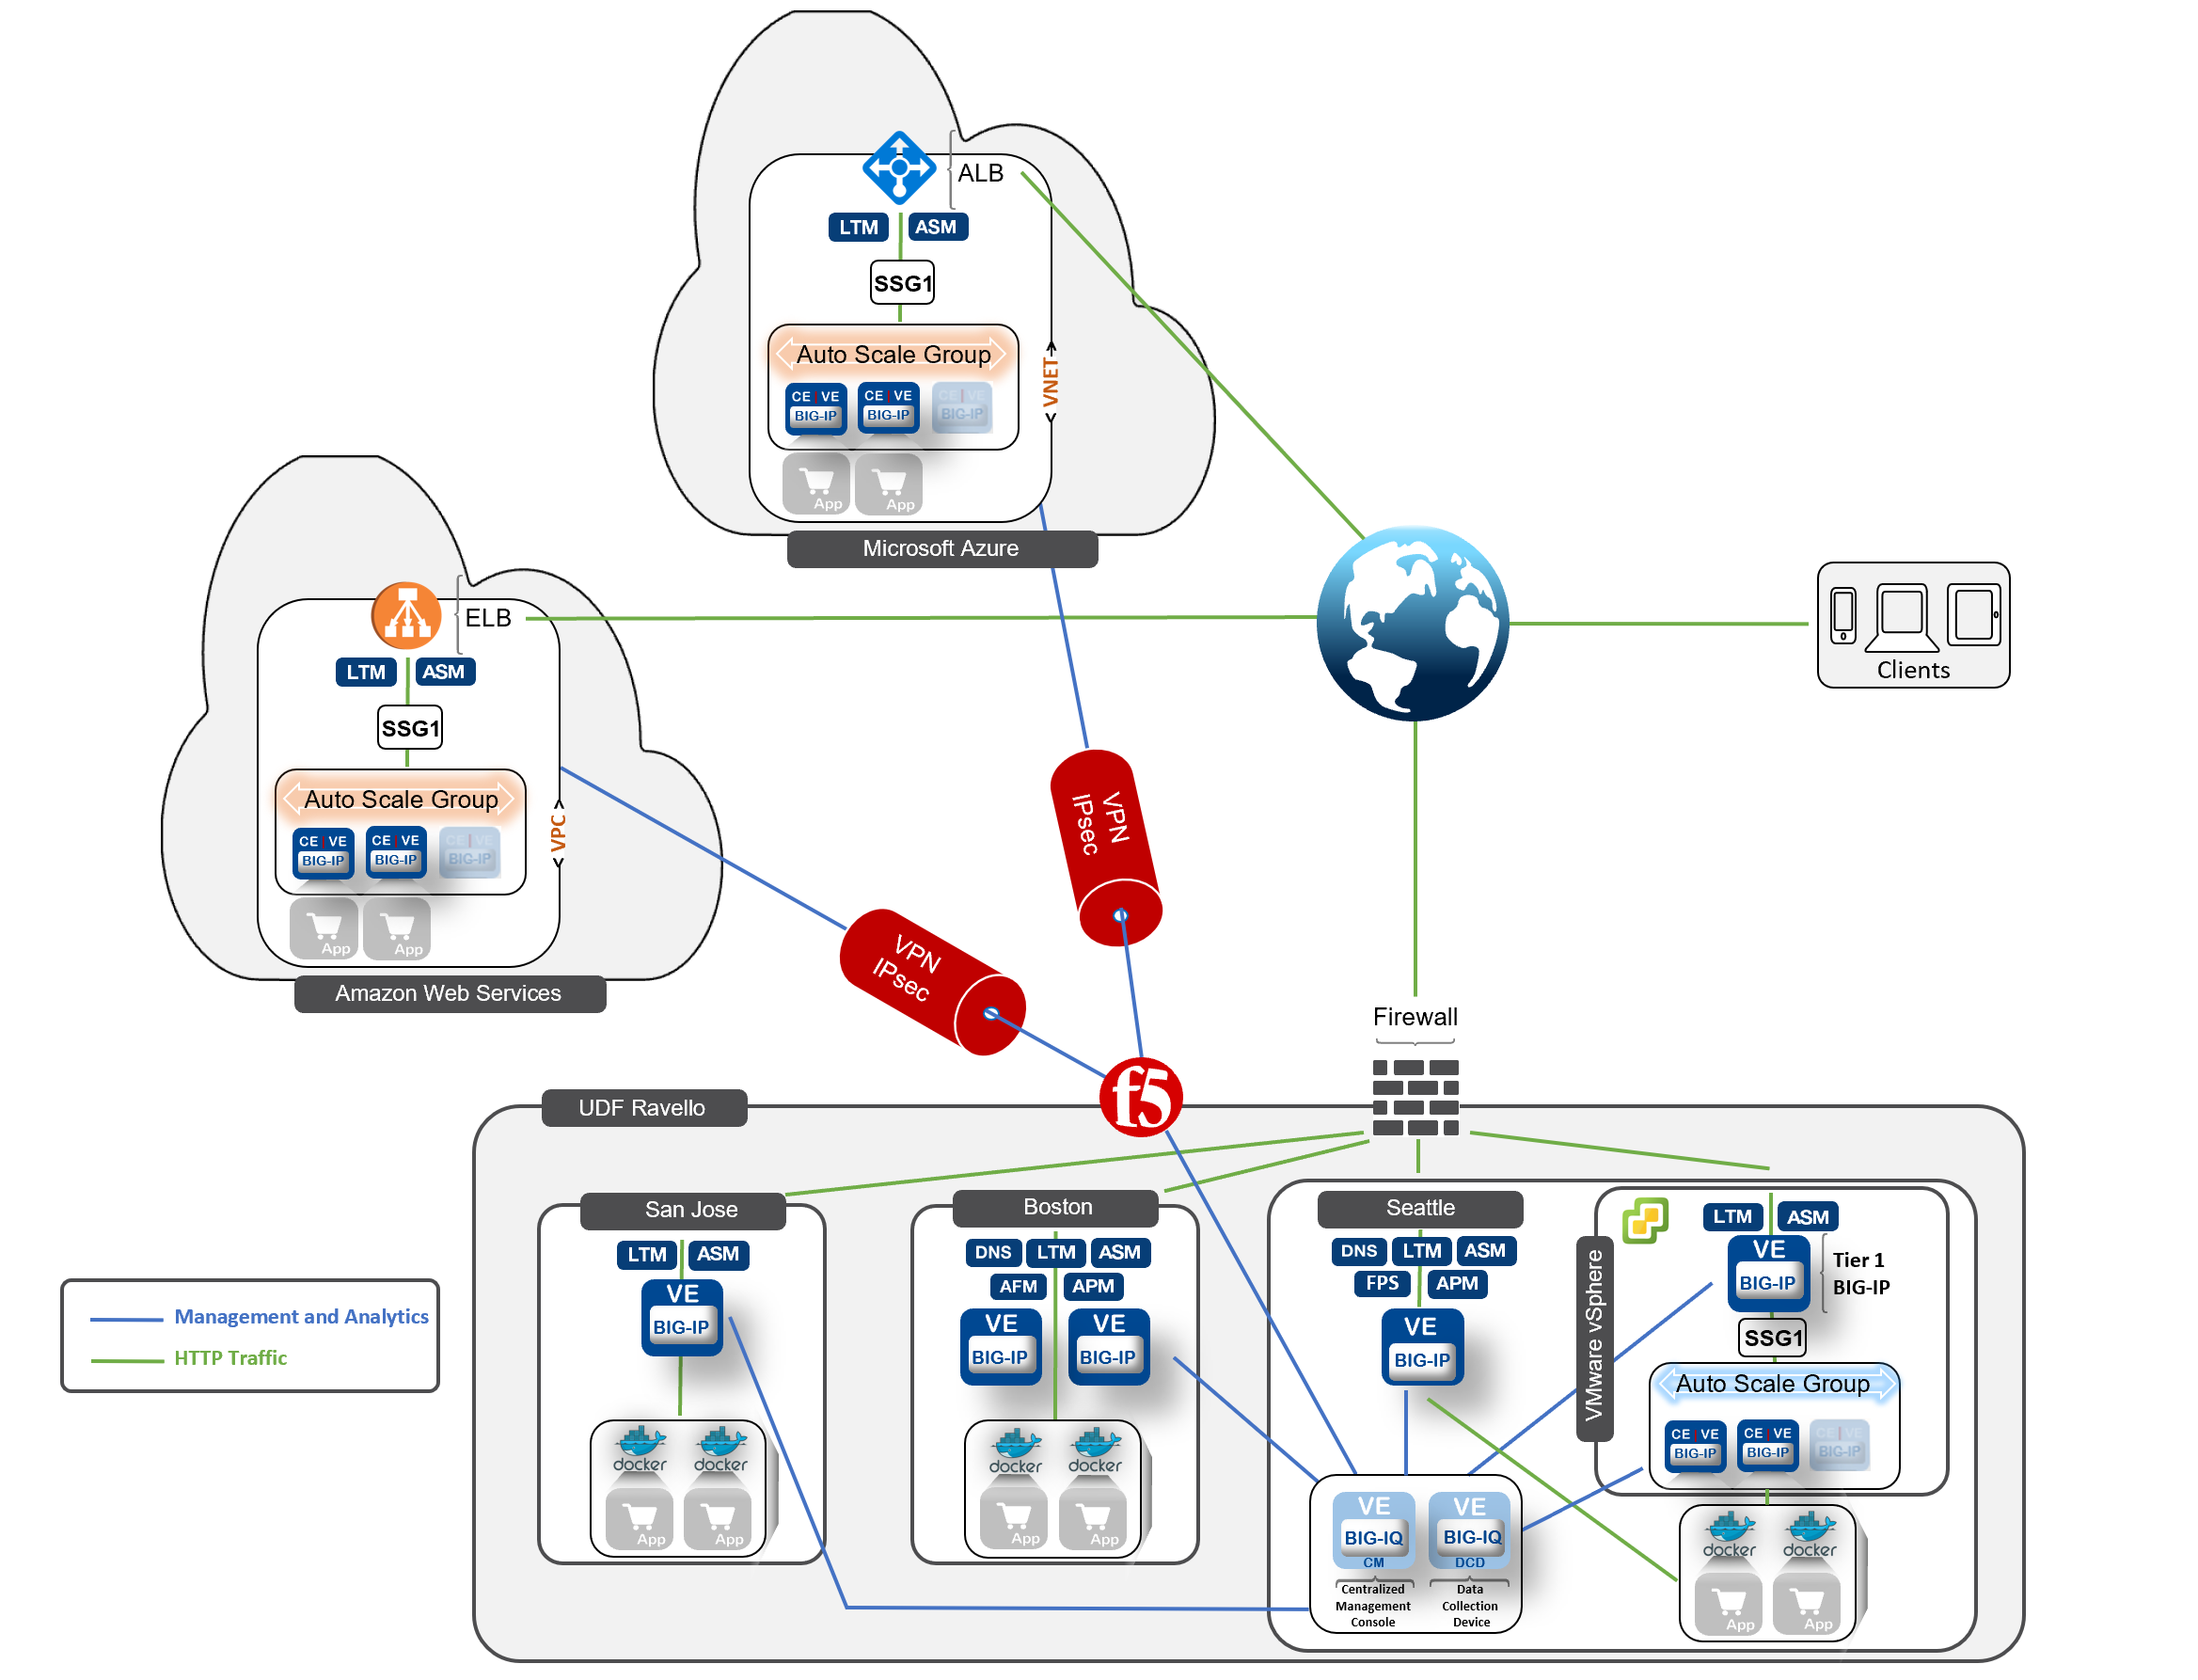 ALB
LTM
ASM
SSG1
Auto Scale Group
CE | VE
BIG-IP
CE | VE
BIG-IP
CE | VE
BIG-IP
App
App
<VNET>
Microsoft Azure
ELB
LTM
ASM
SSG1
Auto Scale Group
CE | VE
BIG-IP
CE | VE
BIG-IP
CE | VE
BIG-IP
App
App
<VPC>
Amazon Web Services
Clients
VPN
IPsec
VPN
IPsec
Firewall
f5
UDF Ravello
San Jose
LTM
ASM
VE
BIG-IP
docker
docker
App
App
Boston
DNS
LTM
ASM
AFM
APM
VE
BIG-IP
VE
BIG-IP
docker
docker
App
App
Seattle
DNS
LTM
ASM
FPS
APM
VE
BIG-IP
VE
BIG-IQ
CM
Centralized
Management
Console
VE
BIG-IQ
DCD
Data
Collection
Device
VMware vSphere
LTM
ASM
VE
BIG-IP
Tier 1
BIG-IP
SSG1
Auto Scale Group
CE | VE
BIG-IP
CE | VE
BIG-IP
CE | VE
BIG-IP
docker
docker
App
App
Management and Analytics
HTTP Traffic